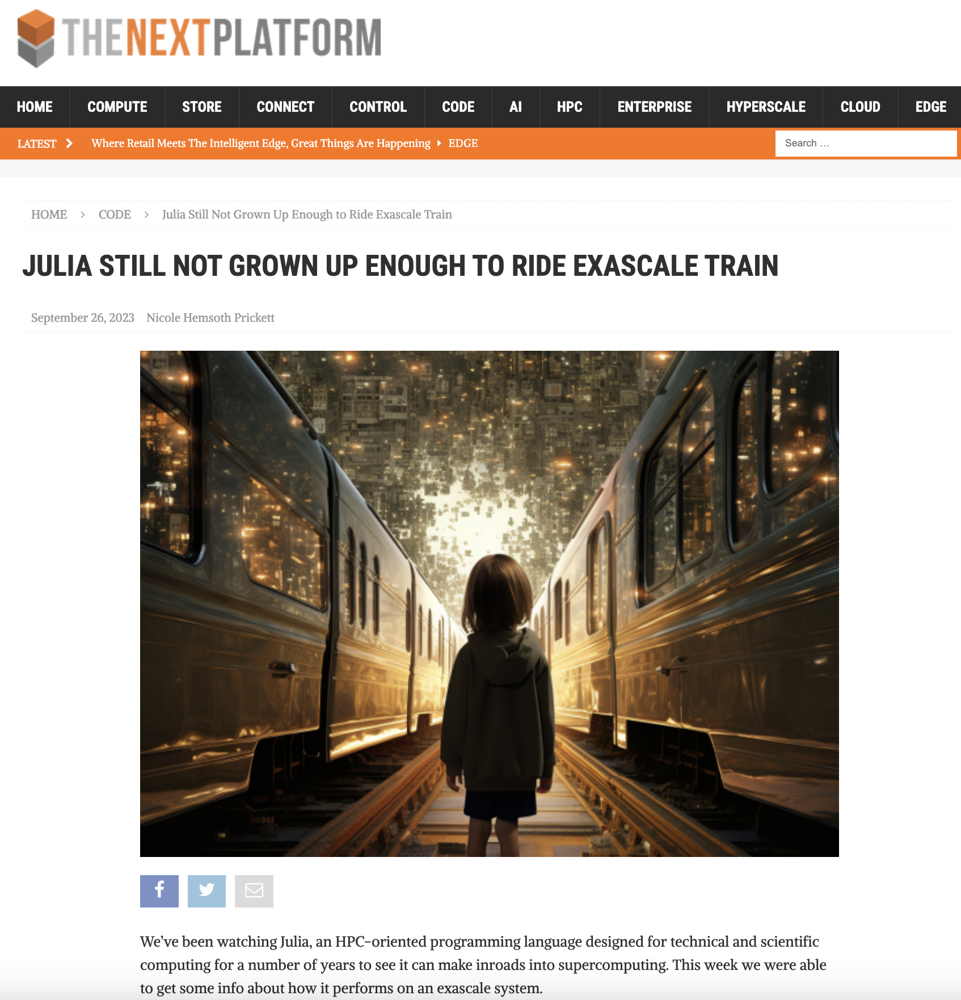 THENEXTPLATFORM
HOME COMPUTE STORE CONNECT CONTROL CODE AI HPC ENTERPRISE HYPERSCALE CLOUD EDGE
LATEST Where Retail Meets The Intelligent Edge, Great Things Are Happening EDGE Search …
HOME > CODE > Julia Still Not Grown Up Enough to Ride Exascale Train
JULIA STILL NOT GROWN UP ENOUGH TO RIDE EXASCALE TRAIN
September 26, 2023 Nicole Hemsoth Prickett
We’ve been watching Julia, an HPC-oriented programming language designed for technical and scientific
computing for a number of years to see it can make inroads into supercomputing. This week we were able
to get some info about how it performs on an exascale system.